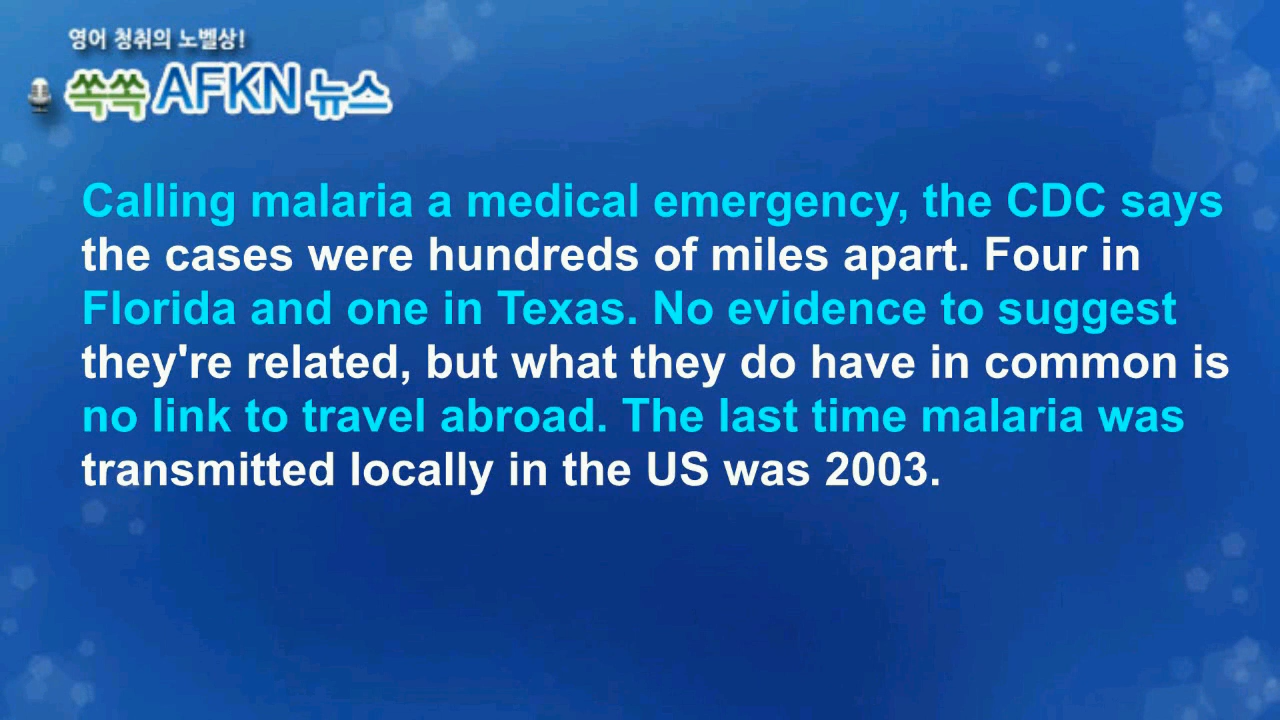 영어 청취의 노벨상!
쏙쏙 AFKN 뉴스
Calling malaria a medical emergency, the CDC says
the cases were hundreds of miles apart. Four in
Florida and one in Texas. No evidence to suggest
they're related, but what they do have in common is
no link to travel abroad. The last time malaria was
transmitted locally in the US was 2003.